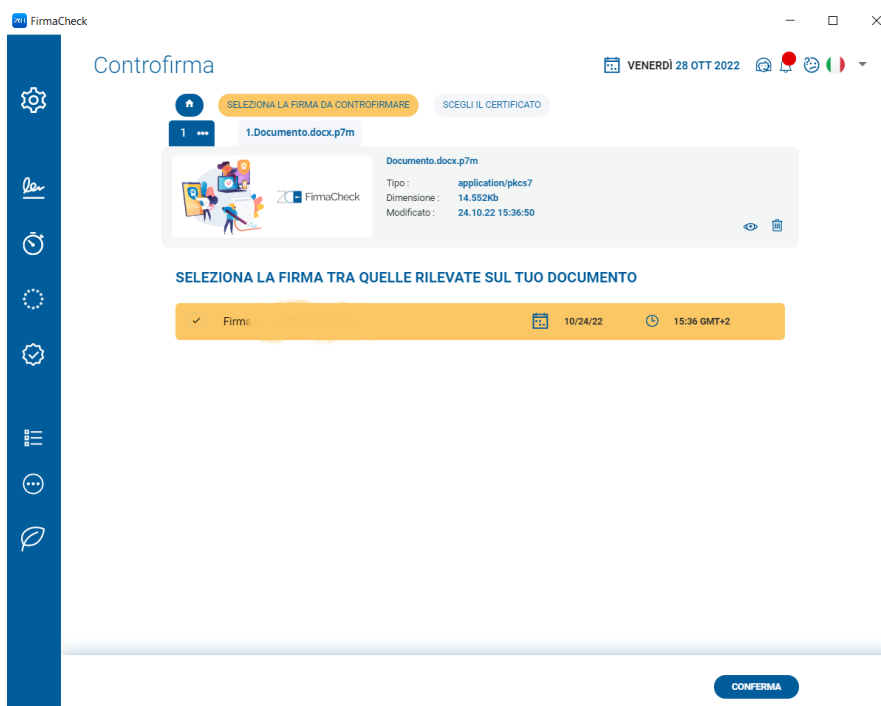 FirmaCheck
Controfirma
VENERDÌ 28 OTT 2022
SELEZIONA LA FIRMA DA CONTROFIRMARE
SCEGLI IL CERTIFICATO
1 •••
1.Documento.docx.p7m
FirmaCheck
Documento.docx.p7m
Tipo : application/pkcs7
Dimensione : 14.552Kb
Modificato : 24.10.22 15:36:50
SELEZIONA LA FIRMA TRA QUELLE RILEVATE SUL TUO DOCUMENTO
Firma 10/24/22 15:36 GMT+2
CONFERMA